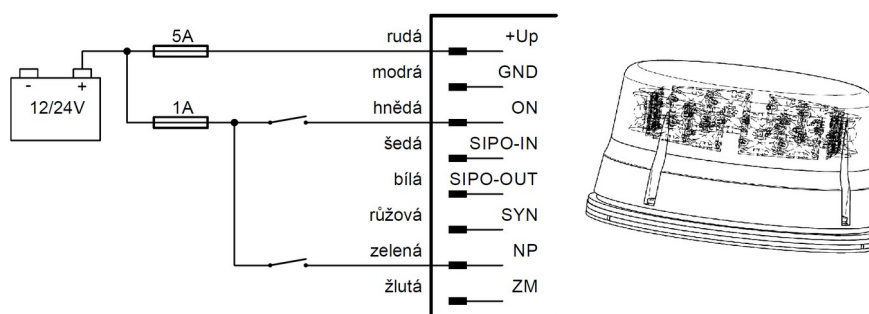 5A
rudá +Up
modrá GND
- + 12/24V
hnědá ON
1A
šedá SIPO-IN
bílá SIPO-OUT
růžová SYN
zelená NP
žlutá ZM